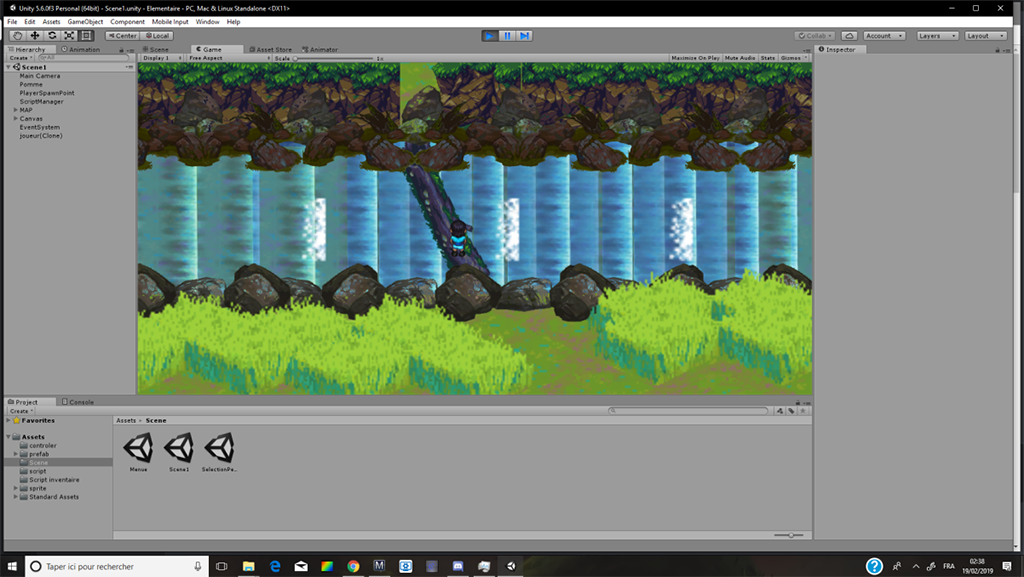 Unity 5.6.0f3 Personal (64bit) - Scene1.unity - Elementaire - PC, Mac & Linux Standalone <DX11>
File Edit Assets GameObject Component Mobile Input Window Help
Center Local Collab Account Layers Layout
Hierarchy Animation Scene Game Asset Store Animator Inspector
Create All Display 1 Free Aspect Scale 1x Maximize On Play Mute Audio Stats Gizmos
Scene1
Main Camera
Pomme
PlayerSpawnPoint
ScriptManager
MAP
Canvas
EventSystem
joueur(Clone)
Project Console
Create
Favorites
Assets
controler
prefab
Scene
script
Script inventaire
sprite
Standard Assets
Assets Scene
Menue Scene1 SelectionPe...
Taper ici pour rechercher
FRA
02:38
19/02/2019